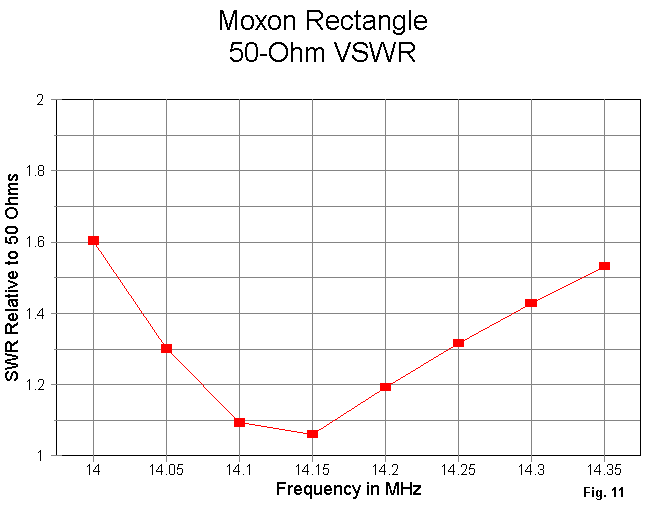 Moxon Rectangle
50-Ohm VSWR
SWR Relative to 50 Ohms
2
1.8
1.6
1.4
1.2
1
14 14.05 14.1 14.15 14.2 14.25 14.3 14.35
Frequency in MHz
Fig. 11